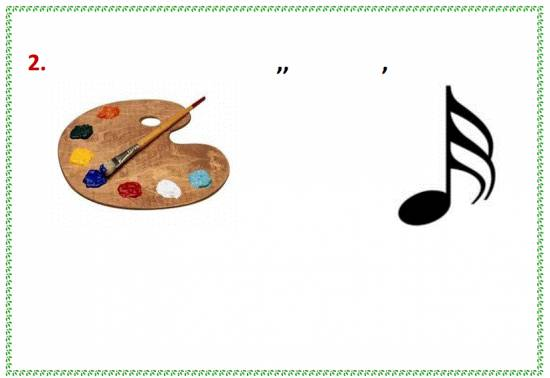 2. ,, ,